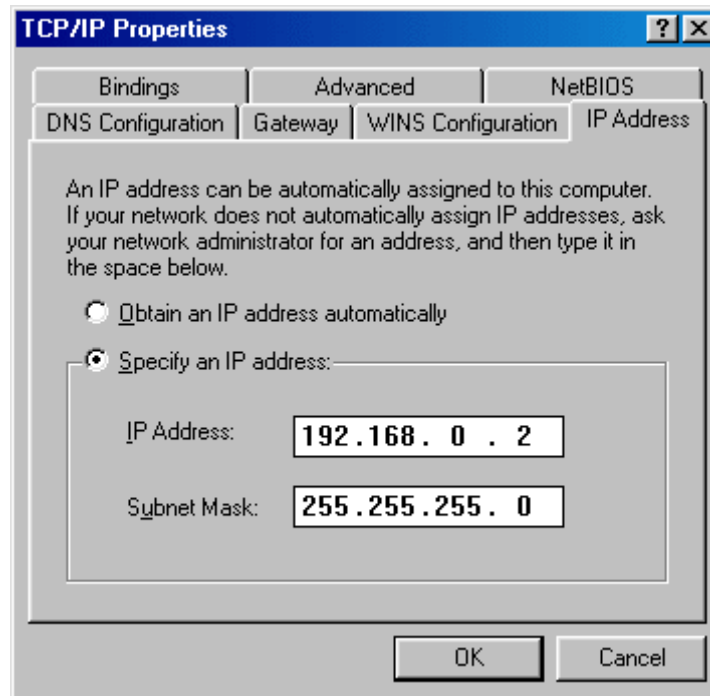 TCP/IP Properties
Bindings Advanced NetBIOS
DNS Configuration Gateway WINS Configuration IP Address
An IP address can be automatically assigned to this computer.
If your network does not automatically assign IP addresses, ask
your network administrator for an address, and then type it in
the space below.
Obtain an IP address automatically
Specify an IP address:
IP Address: 192.168. 0 . 2
Subnet Mask: 255.255.255. 0
OK Cancel